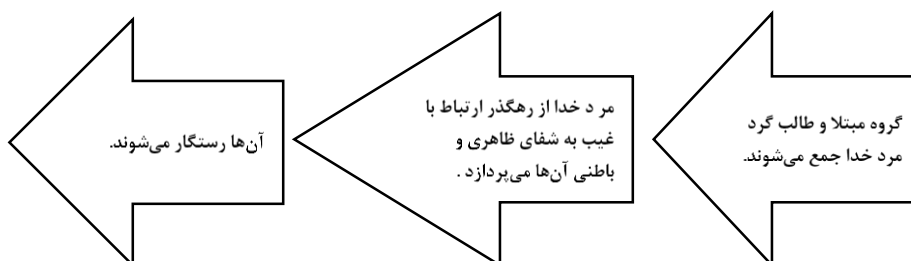 گروه مبتلا و طالب گرد
مرد خدا جمع می‌شوند.
مر د خدا از رهگذر ارتباط با
غیب به شفای ظاهری و
باطنی آن‌ها می‌پردازد .
آن‌ها رستگار می‌شوند.